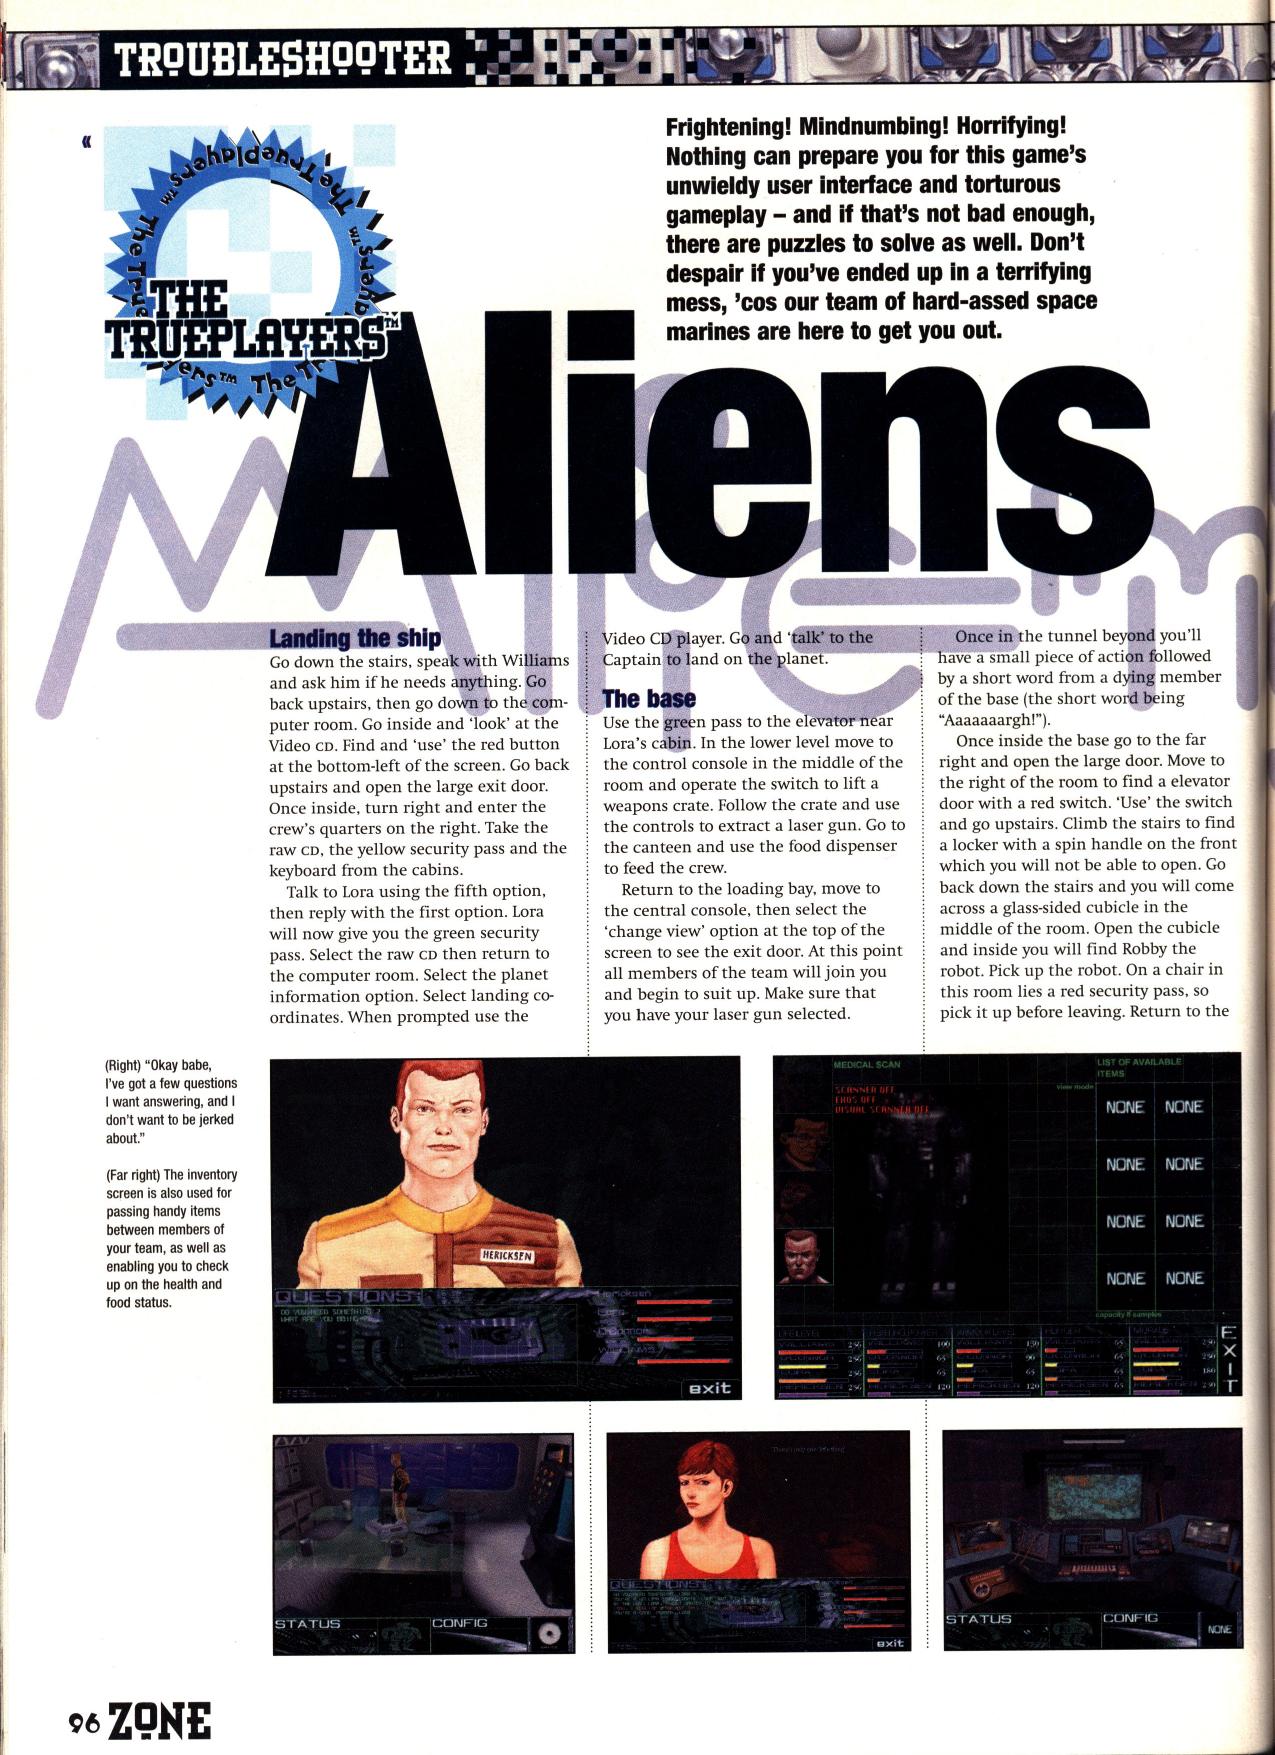 TROUBLESHOOTER
«
The Trueplayers™
THE
TRUEPLAYERS™
Frightening! Mindnumbing! Horrifying!
Nothing can prepare you for this game's
unwieldy user interface and torturous
gameplay – and if that's not bad enough,
there are puzzles to solve as well. Don't
despair if you've ended up in a terrifying
mess, 'cos our team of hard-assed space
marines are here to get you out.
Aliens
Landing the ship
Go down the stairs, speak with Williams
and ask him if he needs anything. Go
back upstairs, then go down to the com-
puter room. Go inside and 'look' at the
Video CD. Find and 'use' the red button
at the bottom-left of the screen. Go back
upstairs and open the large exit door.
Once inside, turn right and enter the
crew's quarters on the right. Take the
raw CD, the yellow security pass and the
keyboard from the cabins.
Talk to Lora using the fifth option,
then reply with the first option. Lora
will now give you the green security
pass. Select the raw CD then return to
the computer room. Select the planet
information option. Select landing co-
ordinates. When prompted use the
Video CD player. Go and 'talk' to the
Captain to land on the planet.
The base
Use the green pass to the elevator near
Lora's cabin. In the lower level move to
the control console in the middle of the
room and operate the switch to lift a
weapons crate. Follow the crate and use
the controls to extract a laser gun. Go to
the canteen and use the food dispenser
to feed the crew.
Return to the loading bay, move to
the central console, then select the
'change view' option at the top of the
screen to see the exit door. At this point
all members of the team will join you
and begin to suit up. Make sure that
you have your laser gun selected.
Once in the tunnel beyond you'll
have a small piece of action followed
by a short word from a dying member
of the base (the short word being
"Aaaaaaargh!").
Once inside the base go to the far
right and open the large door. Move to
the right of the room to find a elevator
door with a red switch. 'Use' the switch
and go upstairs. Climb the stairs to find
a locker with a spin handle on the front
which you will not be able to open. Go
back down the stairs and you will come
across a glass-sided cubicle in the
middle of the room. Open the cubicle
and inside you will find Robby the
robot. Pick up the robot. On a chair in
this room lies a red security pass, so
pick it up before leaving. Return to the
(Right) "Okay babe,
I've got a few questions
I want answering, and I
don't want to be jerked
about."
(Far right) The inventory
screen is also used for
passing handy items
between members of
your team, as well as
enabling you to check
up on the health and
food status.
HERICKSEN
QUESTIONS:
DO YOU NEED SOMETHING ?
WHAT ARE YOU DOING
Hericksen
exit
MEDICAL SCAN
SCANNER OFF
EKOS OFF
VISUAL SCANNER OFF
view mode
LIST OF AVAILABLE
ITEMS
NONE NONE
NONE NONE
NONE NONE
NONE NONE
capacity 8 samples
EXIT
STATUS
CONFIG
QUESTIONS:
exit
STATUS
CONFIG
NONE
96 ZONE